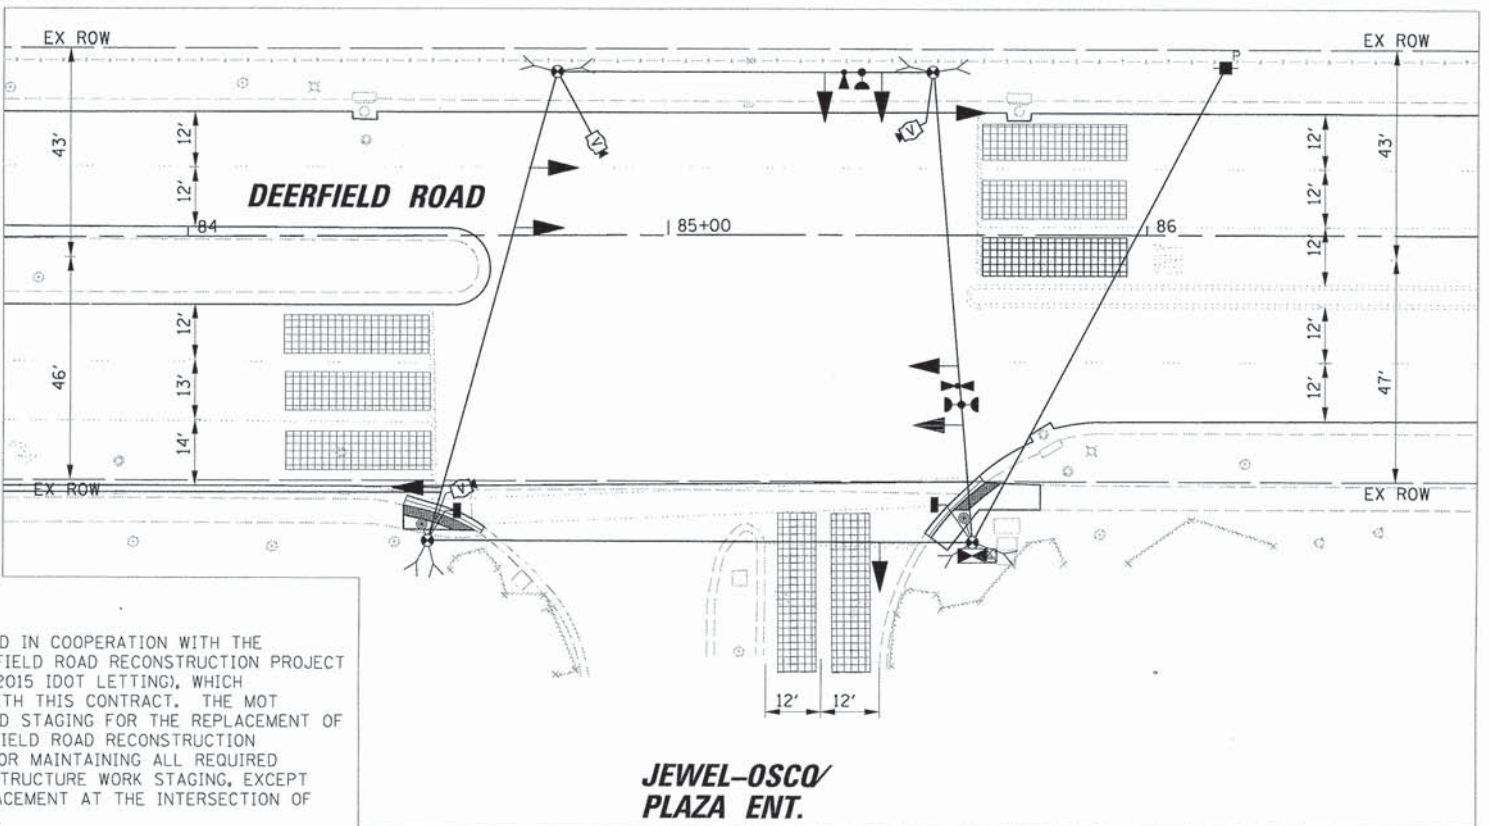 EX ROW
EX ROW
P
43'
12'
12'
V
V
12'
12'
43'
DEERFIELD ROAD
84
85+00
86
12'
12'
46'
13'
14'
12'
12'
47'
EX ROW
V
EX ROW
12'
12'
D IN COOPERATION WITH THE
FIELD ROAD RECONSTRUCTION PROJECT
2015 IDOT LETTING), WHICH
TH THIS CONTRACT. THE MOT
D STAGING FOR THE REPLACEMENT OF
IELD ROAD RECONSTRUCTION
OR MAINTAINING ALL REQUIRED
TRUCTURE WORK STAGING, EXCEPT
ACEMENT AT THE INTERSECTION OF
JEWEL-OSCO/
PLAZA ENT.